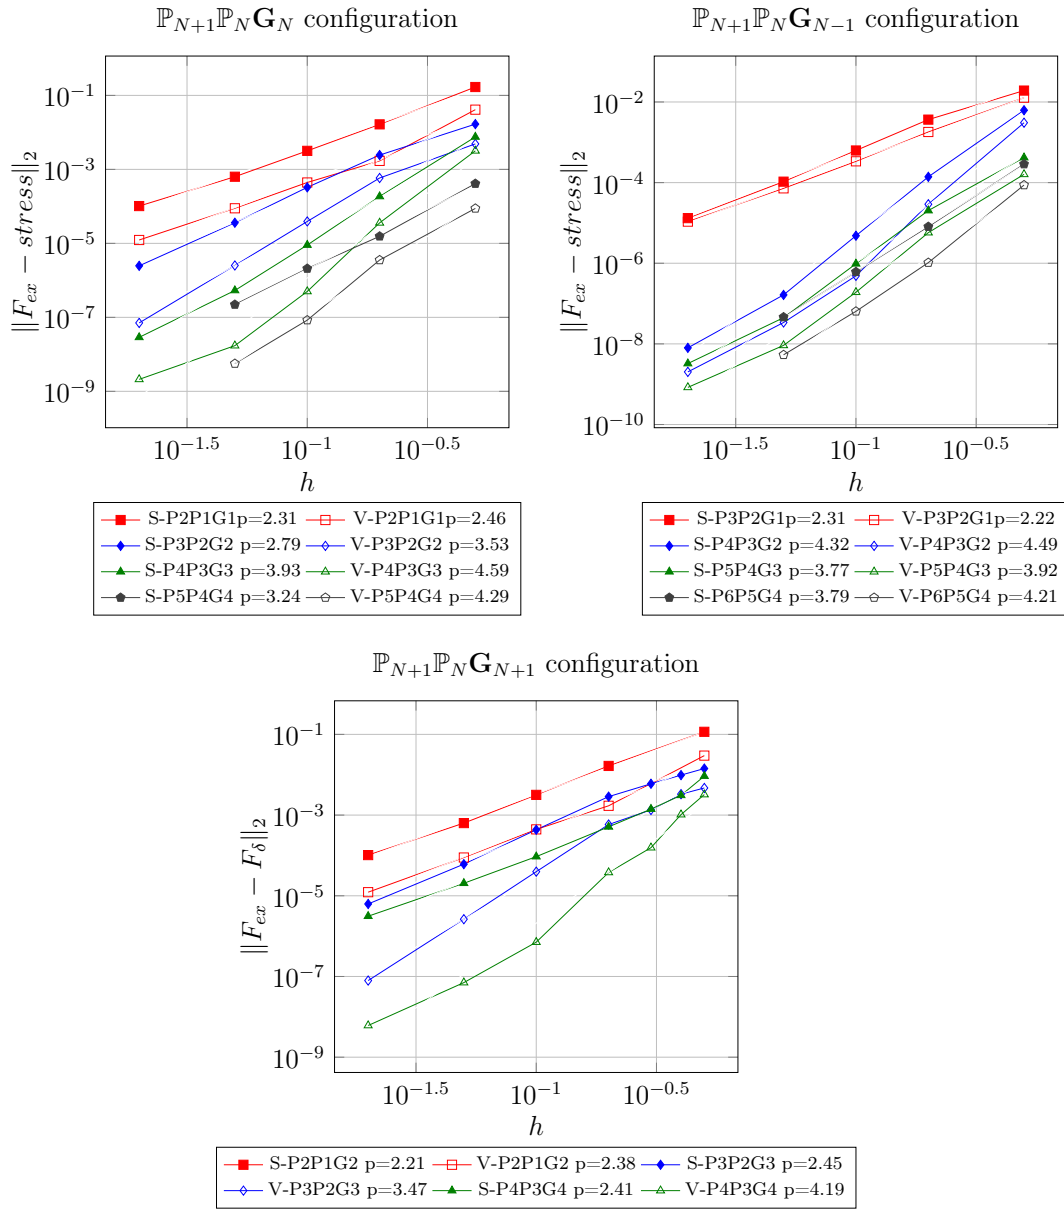 ℙ_{N+1}ℙ_N𝐆_N configuration
10^{-1}
10^{-3}
10^{-5}
10^{-7}
10^{-9}
||F_{ex} − stress||_2
10^{-1.5} 10^{-1} 10^{-0.5}
h
S-P2P1G1p=2.31 V-P2P1G1p=2.46
S-P3P2G2 p=2.79 V-P3P2G2 p=3.53
S-P4P3G3 p=3.93 V-P4P3G3 p=4.59
S-P5P4G4 p=3.24 V-P5P4G4 p=4.29
ℙ_{N+1}ℙ_N𝐆_{N−1} configuration
10^{-2}
10^{-4}
10^{-6}
10^{-8}
10^{-10}
||F_{ex} − stress||_2
10^{-1.5} 10^{-1} 10^{-0.5}
h
S-P3P2G1p=2.31 V-P3P2G1p=2.22
S-P4P3G2 p=4.32 V-P4P3G2 p=4.49
S-P5P4G3 p=3.77 V-P5P4G3 p=3.92
S-P6P5G4 p=3.79 V-P6P5G4 p=4.21
ℙ_{N+1}ℙ_N𝐆_{N+1} configuration
10^{-1}
10^{-3}
10^{-5}
10^{-7}
10^{-9}
||F_{ex} − F_δ||_2
10^{-1.5} 10^{-1} 10^{-0.5}
h
S-P2P1G2 p=2.21 V-P2P1G2 p=2.38 S-P3P2G3 p=2.45
V-P3P2G3 p=3.47 S-P4P3G4 p=2.41 V-P4P3G4 p=4.19